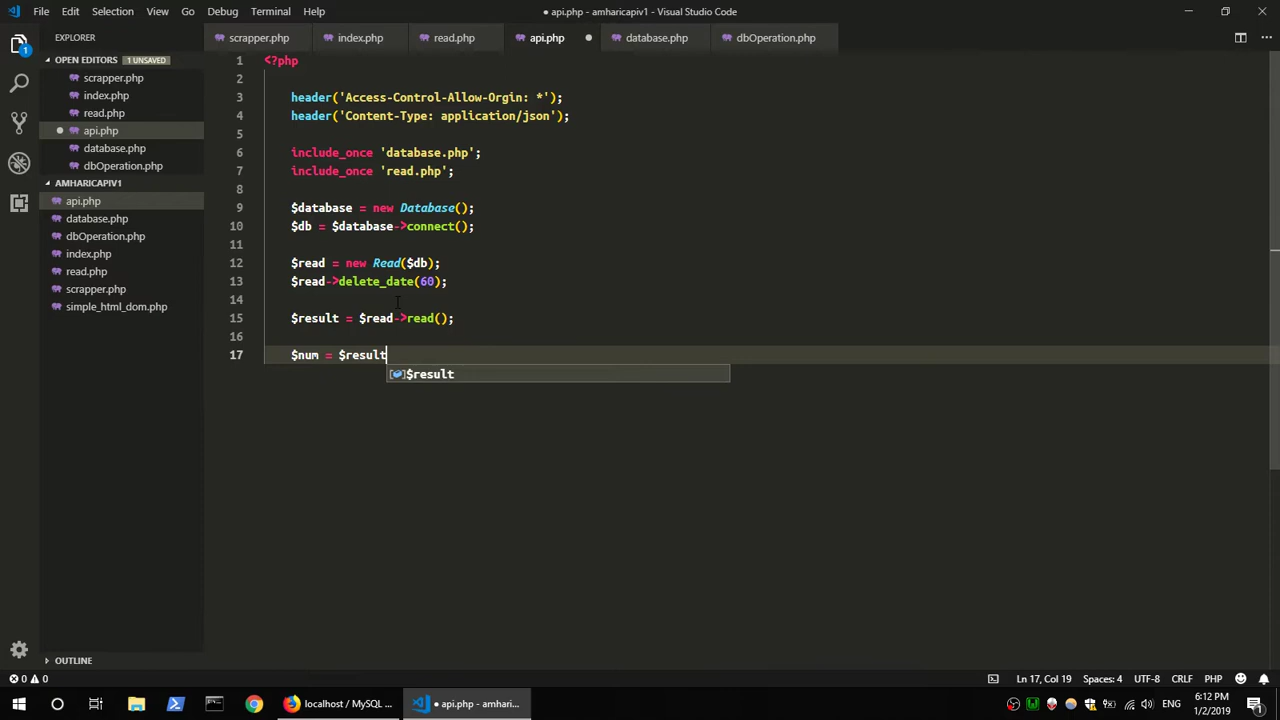 File Edit Selection View Go Debug Terminal Help
● api.php - amharicapiv1 - Visual Studio Code
EXPLORER
scrapper.php index.php read.php api.php ● database.php dbOperation.php
OPEN EDITORS 1 UNSAVED
scrapper.php
index.php
read.php
● api.php
database.php
dbOperation.php
AMHARICAPIV1
api.php
database.php
dbOperation.php
index.php
read.php
scrapper.php
simple_html_dom.php
OUTLINE
1 <?php
2
3 header('Access-Control-Allow-Orgin: *');
4 header('Content-Type: application/json');
5
6 include_once 'database.php';
7 include_once 'read.php';
8
9 $database = new Database();
10 $db = $database->connect();
11
12 $read = new Read($db);
13 $read->delete_date(60);
14
15 $result = $read->read();
16
17 $num = $result
$result
1
0 0
Ln 17, Col 19 Spaces: 4 UTF-8 CRLF PHP
localhost / MySQL ...
● api.php - amhari...
ENG
6:12 PM
1/2/2019
1